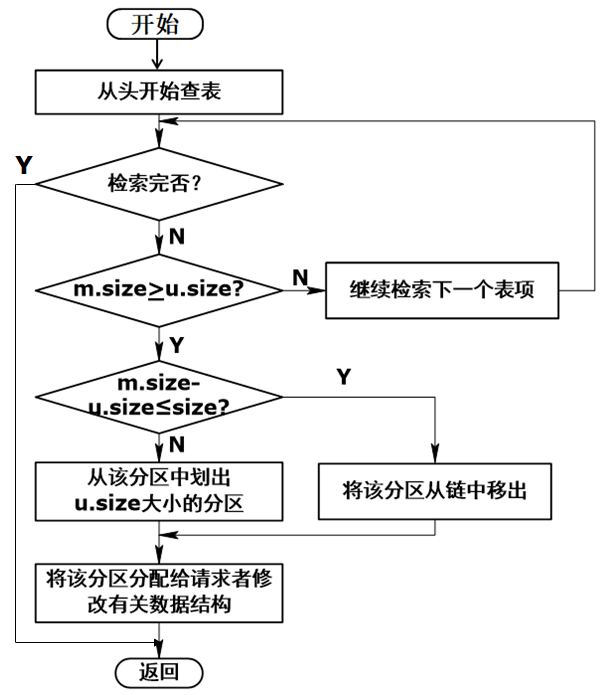 开始
从头开始查表
Y
检索完否？
N
m.size≥u.size?
N
继续检索下一个表项
Y
m.size-
u.size≤size?
Y
N
从该分区中划出
u.size大小的分区
将该分区从链中移出
将该分区分配给请求者修
改有关数据结构
返回